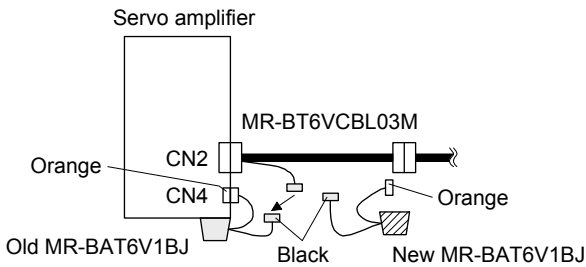 Servo amplifier
MR-BT6VCBL03M
CN2
Orange
CN4
Orange
Old MR-BAT6V1BJ
Black
New MR-BAT6V1BJ